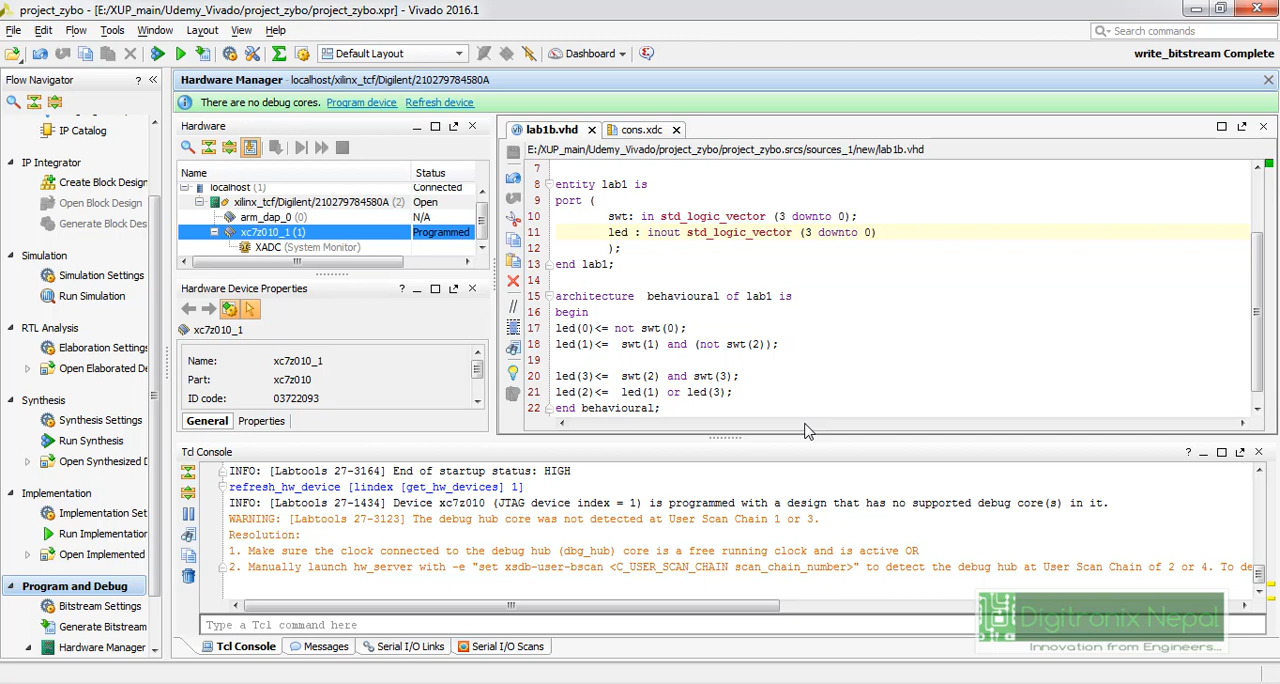 project_zybo - [E:/XUP_main/Udemy_Vivado/project_zybo/project_zybo.xpr] - Vivado 2016.1
File Edit Flow Tools Window Layout View Help
Search commands
Default Layout Dashboard write_bitstream Complete
Flow Navigator ? «
Hardware Manager - localhost/xilinx_tcf/Digilent/210279784580A
There are no debug cores. Program device Refresh device
IP Catalog
IP Integrator
Create Block Design
Open Block Design
Generate Block Design
Simulation
Simulation Settings
Run Simulation
RTL Analysis
Elaboration Settings
Open Elaborated De
Synthesis
Synthesis Settings
Run Synthesis
Open Synthesized D
Implementation
Implementation Set
Run Implementation
Open Implemented
Program and Debug
Bitstream Settings
Generate Bitstream
Hardware Manager
Hardware
Name Status
localhost (1) Connected
xilinx_tcf/Digilent/210279784580A (2) Open
arm_dap_0 (0) N/A
xc7z010_1 (1) Programmed
XADC (System Monitor)
Hardware Device Properties ?
xc7z010_1
Name: xc7z010_1
Part: xc7z010
ID code: 03722093
General Properties
lab1b.vhd cons.xdc
E:/XUP_main/Udemy_Vivado/project_zybo/project_zybo.srcs/sources_1/new/lab1b.vhd
7
8 entity lab1 is
9 port (
10 swt: in std_logic_vector (3 downto 0);
11 led : inout std_logic_vector (3 downto 0)
12 );
13 end lab1;
14
15 architecture behavioural of lab1 is
16 begin
17 led(0)<= not swt(0);
18 led(1)<= swt(1) and (not swt(2));
19
20 led(3)<= swt(2) and swt(3);
21 led(2)<= led(1) or led(3);
22 end behavioural;
Tcl Console ?
INFO: [Labtools 27-3164] End of startup status: HIGH
refresh_hw_device [lindex [get_hw_devices] 1]
INFO: [Labtools 27-1434] Device xc7z010 (JTAG device index = 1) is programmed with a design that has no supported debug core(s) in it.
WARNING: [Labtools 27-3123] The debug hub core was not detected at User Scan Chain 1 or 3.
Resolution:
1. Make sure the clock connected to the debug hub (dbg_hub) core is a free running clock and is active OR
2. Manually launch hw_server with -e "set xsdb-user-bscan <C_USER_SCAN_CHAIN scan_chain_number>" to detect the debug hub at User Scan Chain of 2 or 4. To de
Type a Tcl command here
Tcl Console Messages Serial I/O Links Serial I/O Scans
Digitronix Nepal
Innovation from Engineers...